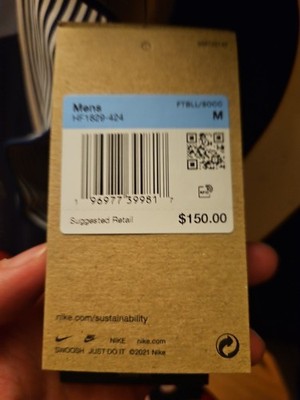 Mens
FTBLL/SOCC
HF1829-424
M
1 96977 39981 7
Suggested Retail
$150.00
nike.com/sustainability
NIKE nike.com
SWOOSH JUST DO IT ©2021 Nike